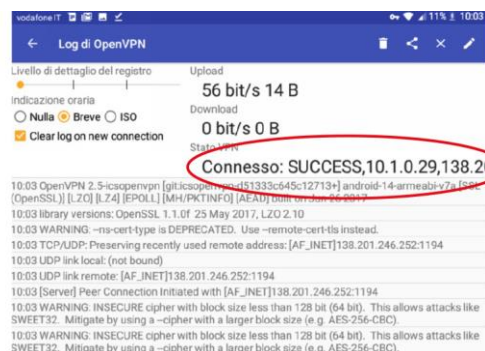 vodafone IT 11% 10:03
Log di OpenVPN
Livello di dettaglio del registro
Upload
56 bit/s 14 B
Indicazione oraria
Download
Nulla Breve ISO
0 bit/s 0 B
Clear log on new connection
Stato VPN
Connesso: SUCCESS,10.1.0.29,138.20
10:03 OpenVPN 2.5-icsopenvpn [git:icsopenvpn-d51333c645c12713+] android-14-armeabi-v7a [SSL
(OpenSSL)] [LZO] [LZ4] [EPOLL] [MH/PKTINFO] [AEAD] built on Jun 26 2017
10:03 library versions: OpenSSL 1.1.0f 25 May 2017, LZO 2.10
10:03 WARNING: --ns-cert-type is DEPRECATED. Use --remote-cert-tls instead.
10:03 TCP/UDP: Preserving recently used remote address: [AF_INET]138.201.246.252:1194
10:03 UDP link local: (not bound)
10:03 UDP link remote: [AF_INET]138.201.246.252:1194
10:03 [Server] Peer Connection Initiated with [AF_INET]138.201.246.252:1194
10:03 WARNING: INSECURE cipher with block size less than 128 bit (64 bit). This allows attacks like
SWEET32. Mitigate by using a --cipher with a larger block size (e.g. AES-256-CBC).
10:03 WARNING: INSECURE cipher with block size less than 128 bit (64 bit). This allows attacks like
SWEET32. Mitigate by using a --cipher with a larger block size (e.g. AES-256-CBC).